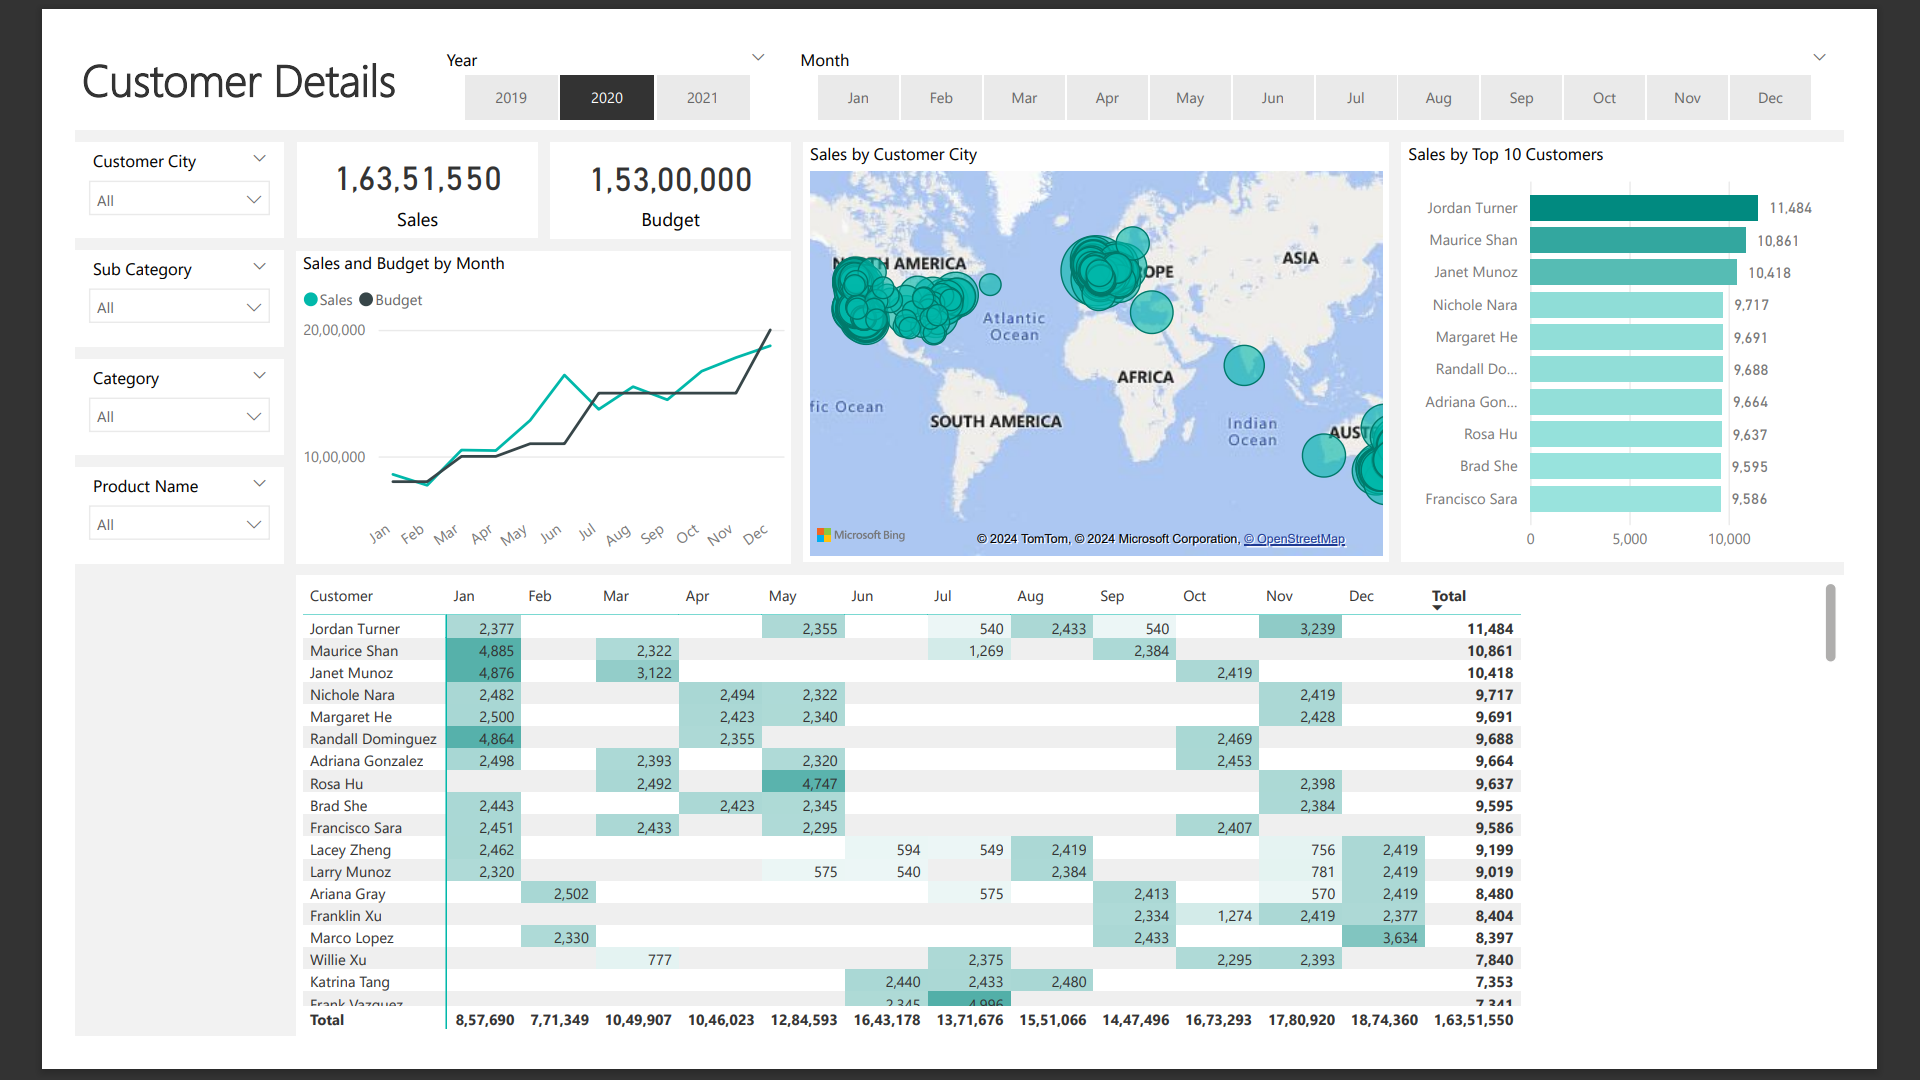 Customer Details
Year
2019 2020 2021
Month
Jan Feb Mar Apr May Jun Jul Aug Sep Oct Nov Dec
Customer City
All
Sub Category
All
Category
All
Product Name
All
1,63,51,550
Sales
1,53,00,000
Budget
Sales and Budget by Month
Sales Budget
20,00,000
10,00,000
Jan Feb Mar Apr May Jun Jul Aug Sep Oct Nov Dec
Sales by Customer City
AMERICA
ASIA
Atlantic
Ocean
AFRICA
fic Ocean
SOUTH AMERICA
Indian
Ocean
AUST
Microsoft Bing
© 2024 TomTom, © 2024 Microsoft Corporation, © OpenStreetMap
Sales by Top 10 Customers
Jordan Turner 11,484
Maurice Shan 10,861
Janet Munoz 10,418
Nichole Nara 9,717
Margaret He 9,691
Randall Do... 9,688
Adriana Gon... 9,664
Rosa Hu 9,637
Brad She 9,595
Francisco Sara 9,586
0 5,000 10,000
Customer Jan Feb Mar Apr May Jun Jul Aug Sep Oct Nov Dec Total
Jordan Turner 2,377 2,355 540 2,433 540 3,239 11,484
Maurice Shan 4,885 2,322 1,269 2,384 10,861
Janet Munoz 4,876 3,122 2,419 10,418
Nichole Nara 2,482 2,494 2,322 2,419 9,717
Margaret He 2,500 2,423 2,340 2,428 9,691
Randall Dominguez 4,864 2,355 2,469 9,688
Adriana Gonzalez 2,498 2,393 2,320 2,453 9,664
Rosa Hu 2,492 4,747 2,398 9,637
Brad She 2,443 2,423 2,345 2,384 9,595
Francisco Sara 2,451 2,433 2,295 2,407 9,586
Lacey Zheng 2,462 594 549 2,419 756 2,419 9,199
Larry Munoz 2,320 575 540 2,384 781 2,419 9,019
Ariana Gray 2,502 575 2,413 570 2,419 8,480
Franklin Xu 2,334 1,274 2,419 2,377 8,404
Marco Lopez 2,330 2,433 3,634 8,397
Willie Xu 777 2,375 2,295 2,393 7,840
Katrina Tang 2,440 2,433 2,480 7,353
Frank Vazquez 2,345 4,996 7,341
Total 8,57,690 7,71,349 10,49,907 10,46,023 12,84,593 16,43,178 13,71,676 15,51,066 14,47,496 16,73,293 17,80,920 18,74,360 1,63,51,550